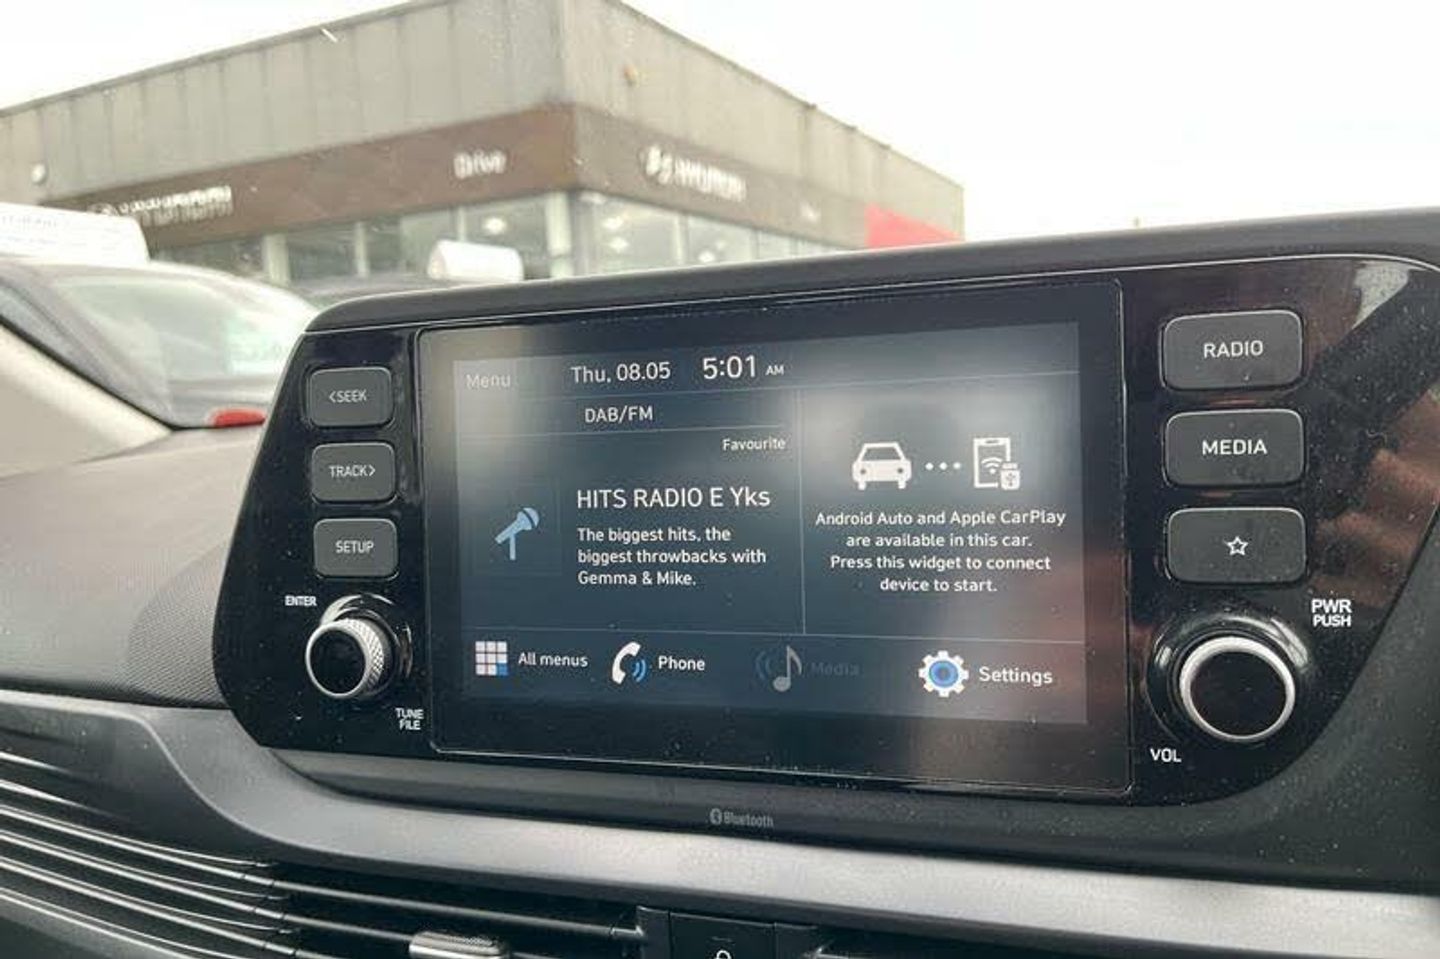 Drive
HYUNDAI
<SEEK
TRACK>
SETUP
ENTER
TUNE
FILE
Menu
Thu, 08.05
5:01 AM
DAB/FM
Favourite
HITS RADIO E Yks
The biggest hits, the
biggest throwbacks with
Gemma & Mike.
Android Auto and Apple CarPlay
are available in this car.
Press this widget to connect
device to start.
All menus
Phone
Media
Settings
RADIO
MEDIA
PWR
PUSH
VOL
Bluetooth